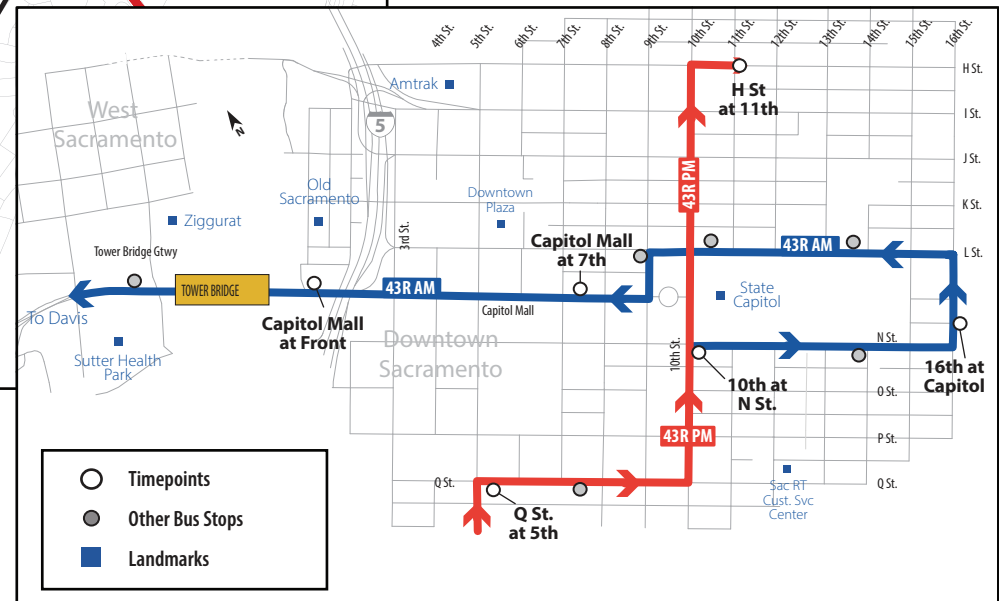 4th St.
5th St.
6th St.
7th St.
8th St.
9th St.
10th St.
11th St.
12th St.
13th St.
14th St.
15th St.
16th St.
H St.
Amtrak
H St
at 11th
West
Sacramento
N
5
I St.
J St.
Old
Sacramento
Downtown
Plaza
43R PM
K St.
Ziggurat
3rd St.
Capitol Mall
at 7th
43R AM
L St.
Tower Bridge Gtwy
TOWER BRIDGE
43R AM
State
Capitol
Capitol Mall
To Davis
Capitol Mall
at Front
Downtown
Sacramento
10th St.
N St.
Sutter Health
Park
16th at
Capitol
10th at
N St.
O St.
43R PM
P St.
Q St.
Q St.
Sac RT
Cust. Svc
Center
Q St.
at 5th
Timepoints
Other Bus Stops
Landmarks